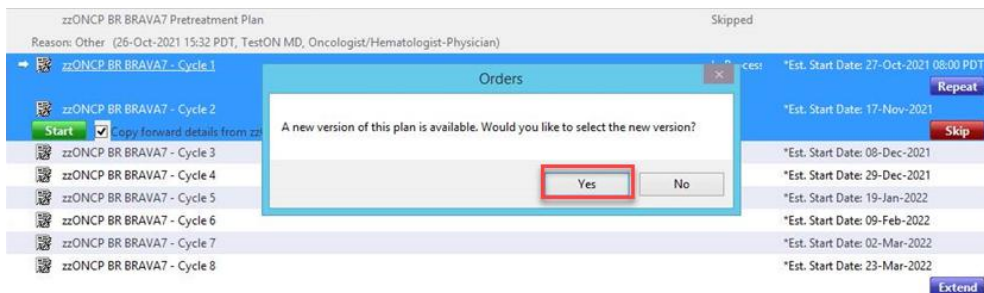 zzONCP BR BRAVA7 Pretreatment Plan Skipped
Reason: Other (26-Oct-2021 15:32 PDT, TestON MD, Oncologist/Hematologist-Physician)
zzONCP BR BRAVA7 - Cycle 1 *Est. Start Date: 27-Oct-2021 08:00 PDT
Orders
Repeat
zzONCP BR BRAVA7 - Cycle 2 *Est. Start Date: 17-Nov-2021
A new version of this plan is available. Would you like to select the new version?
Start Copy forward details from Skip
zzONCP BR BRAVA7 - Cycle 3 *Est. Start Date: 08-Dec-2021
zzONCP BR BRAVA7 - Cycle 4 *Est. Start Date: 29-Dec-2021
Yes No
zzONCP BR BRAVA7 - Cycle 5 *Est. Start Date: 19-Jan-2022
zzONCP BR BRAVA7 - Cycle 6 *Est. Start Date: 09-Feb-2022
zzONCP BR BRAVA7 - Cycle 7 *Est. Start Date: 02-Mar-2022
zzONCP BR BRAVA7 - Cycle 8 *Est. Start Date: 23-Mar-2022
Extend